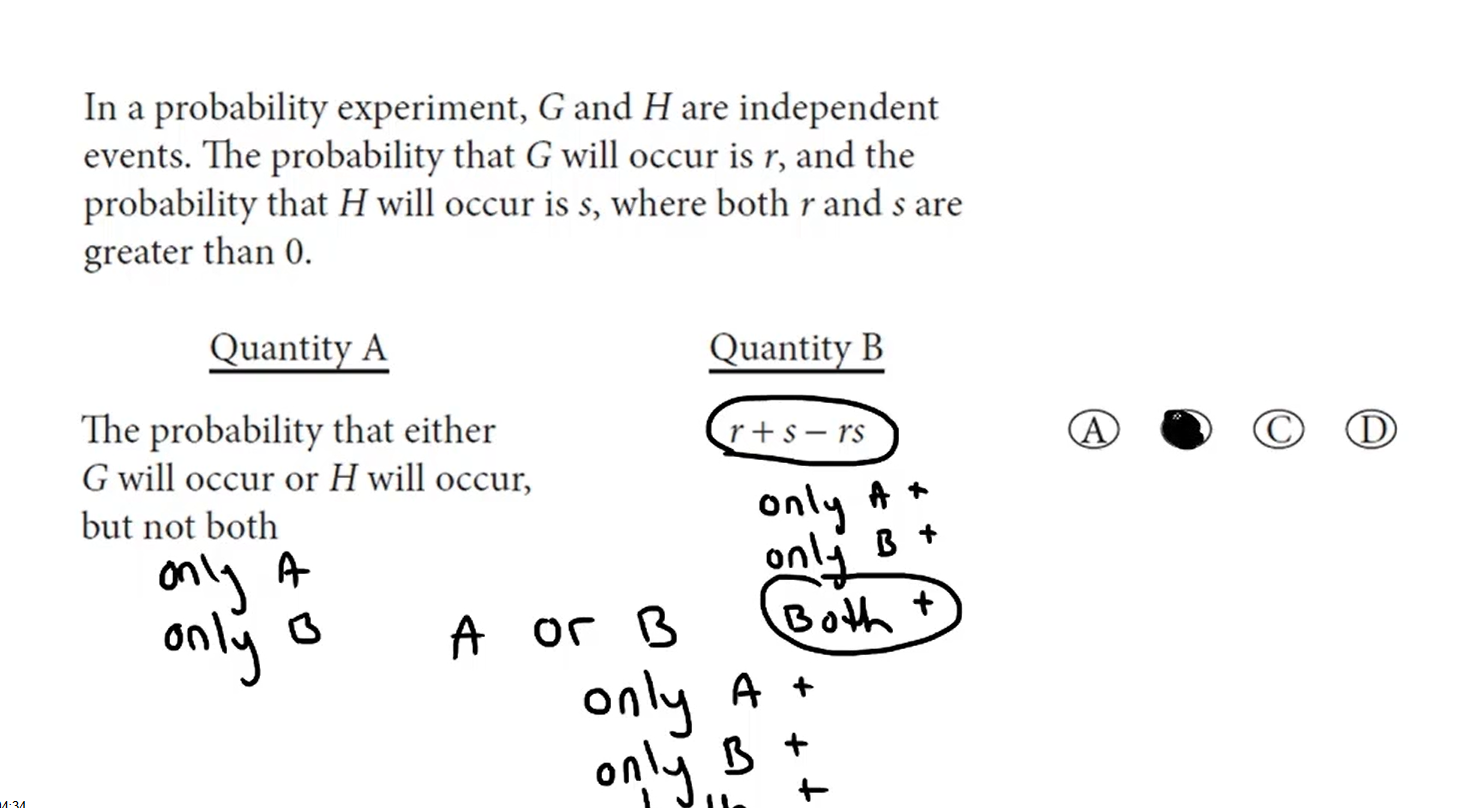 In a probability experiment, G and H are independent
events. The probability that G will occur is r, and the
probability that H will occur is s, where both r and s are
greater than 0.
Quantity A
Quantity B
The probability that either
G will occur or H will occur,
but not both
r + s – rs
A
C
D
only A
only B
A or B
only A +
only B +
only A +
only B +
Both +
+
4:34